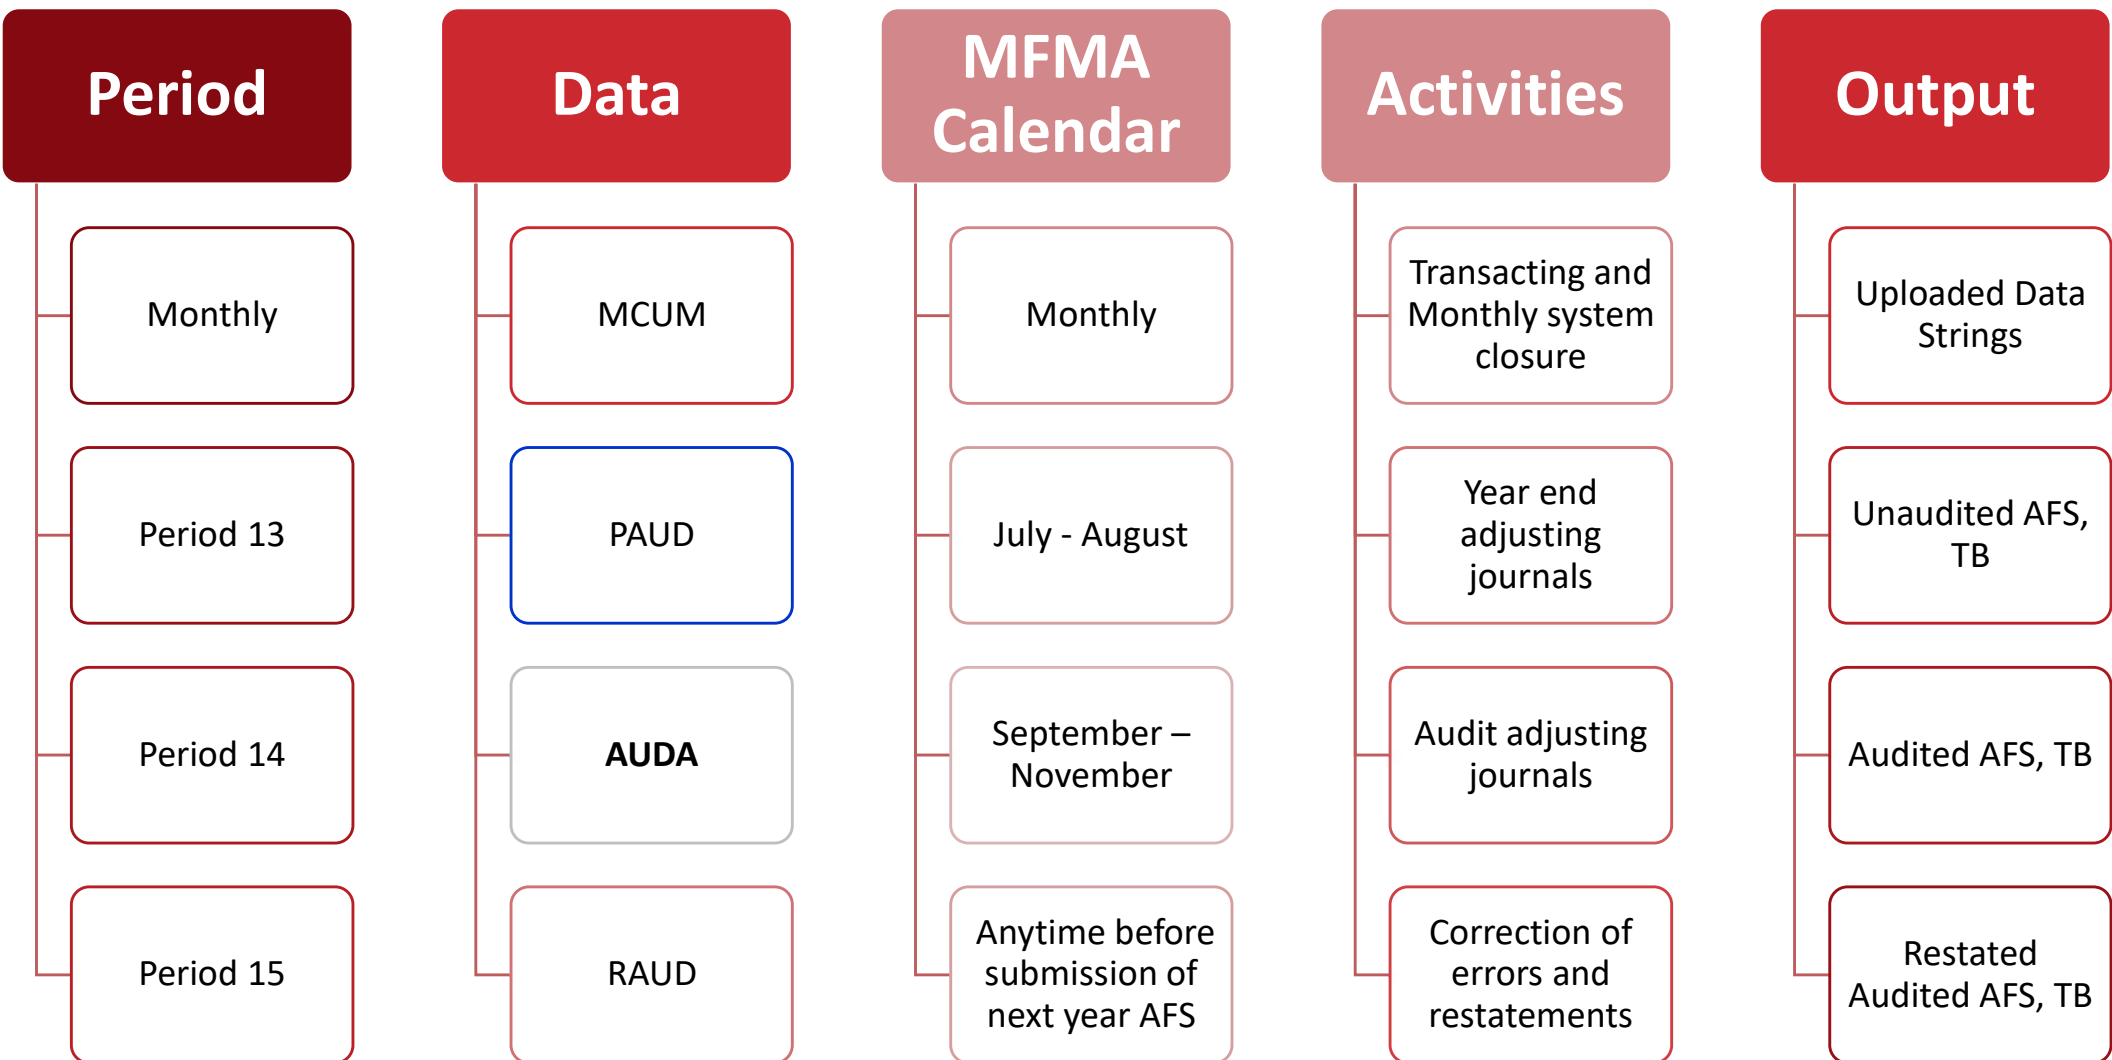 Period
Data
MFMA
Calendar
Activities
Output
Monthly
MCUM
Monthly
Transacting and
Monthly system
closure
Uploaded Data
Strings
Period 13
PAUD
July - August
Year end
adjusting
journals
Unaudited AFS,
TB
Period 14
AUDA
September –
November
Audit adjusting
journals
Audited AFS, TB
Period 15
RAUD
Anytime before
submission of
next year AFS
Correction of
errors and
restatements
Restated
Audited AFS, TB